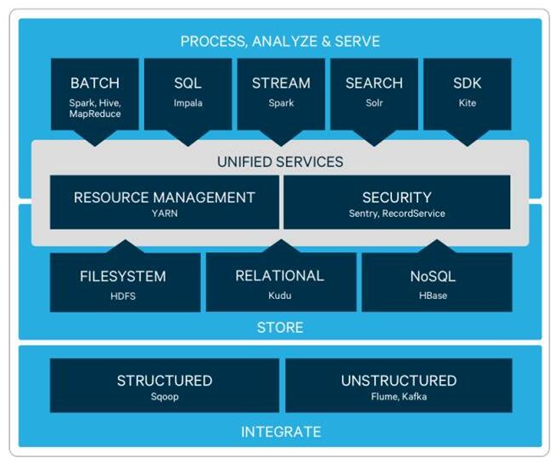 PROCESS, ANALYZE & SERVE
BATCH
Spark, Hive,
MapReduce
SQL
Impala
STREAM
Spark
SEARCH
Solr
SDK
Kite
UNIFIED SERVICES
RESOURCE MANAGEMENT
YARN
SECURITY
Sentry, RecordService
FILESYSTEM
HDFS
RELATIONAL
Kudu
NoSQL
HBase
STORE
STRUCTURED
Sqoop
UNSTRUCTURED
Flume, Kafka
INTEGRATE